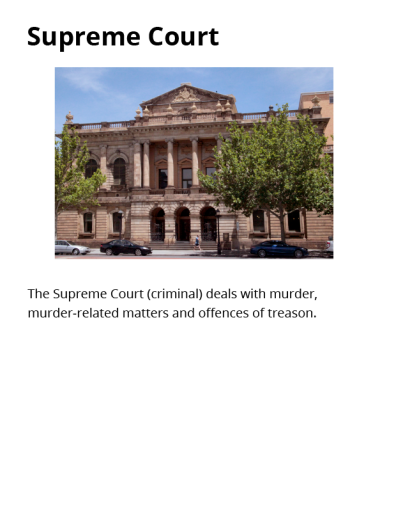 Supreme Court
The Supreme Court (criminal) deals with murder,
murder-related matters and offences of treason.